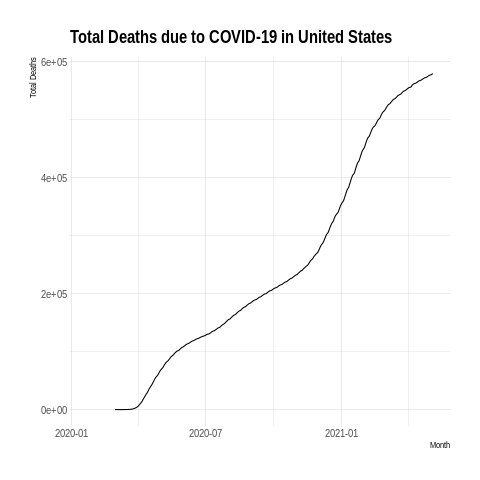 Total Deaths due to COVID-19 in United States
Total Deaths
6e+05
4e+05
2e+05
0e+00
2020-01 2020-07 2021-01
Month